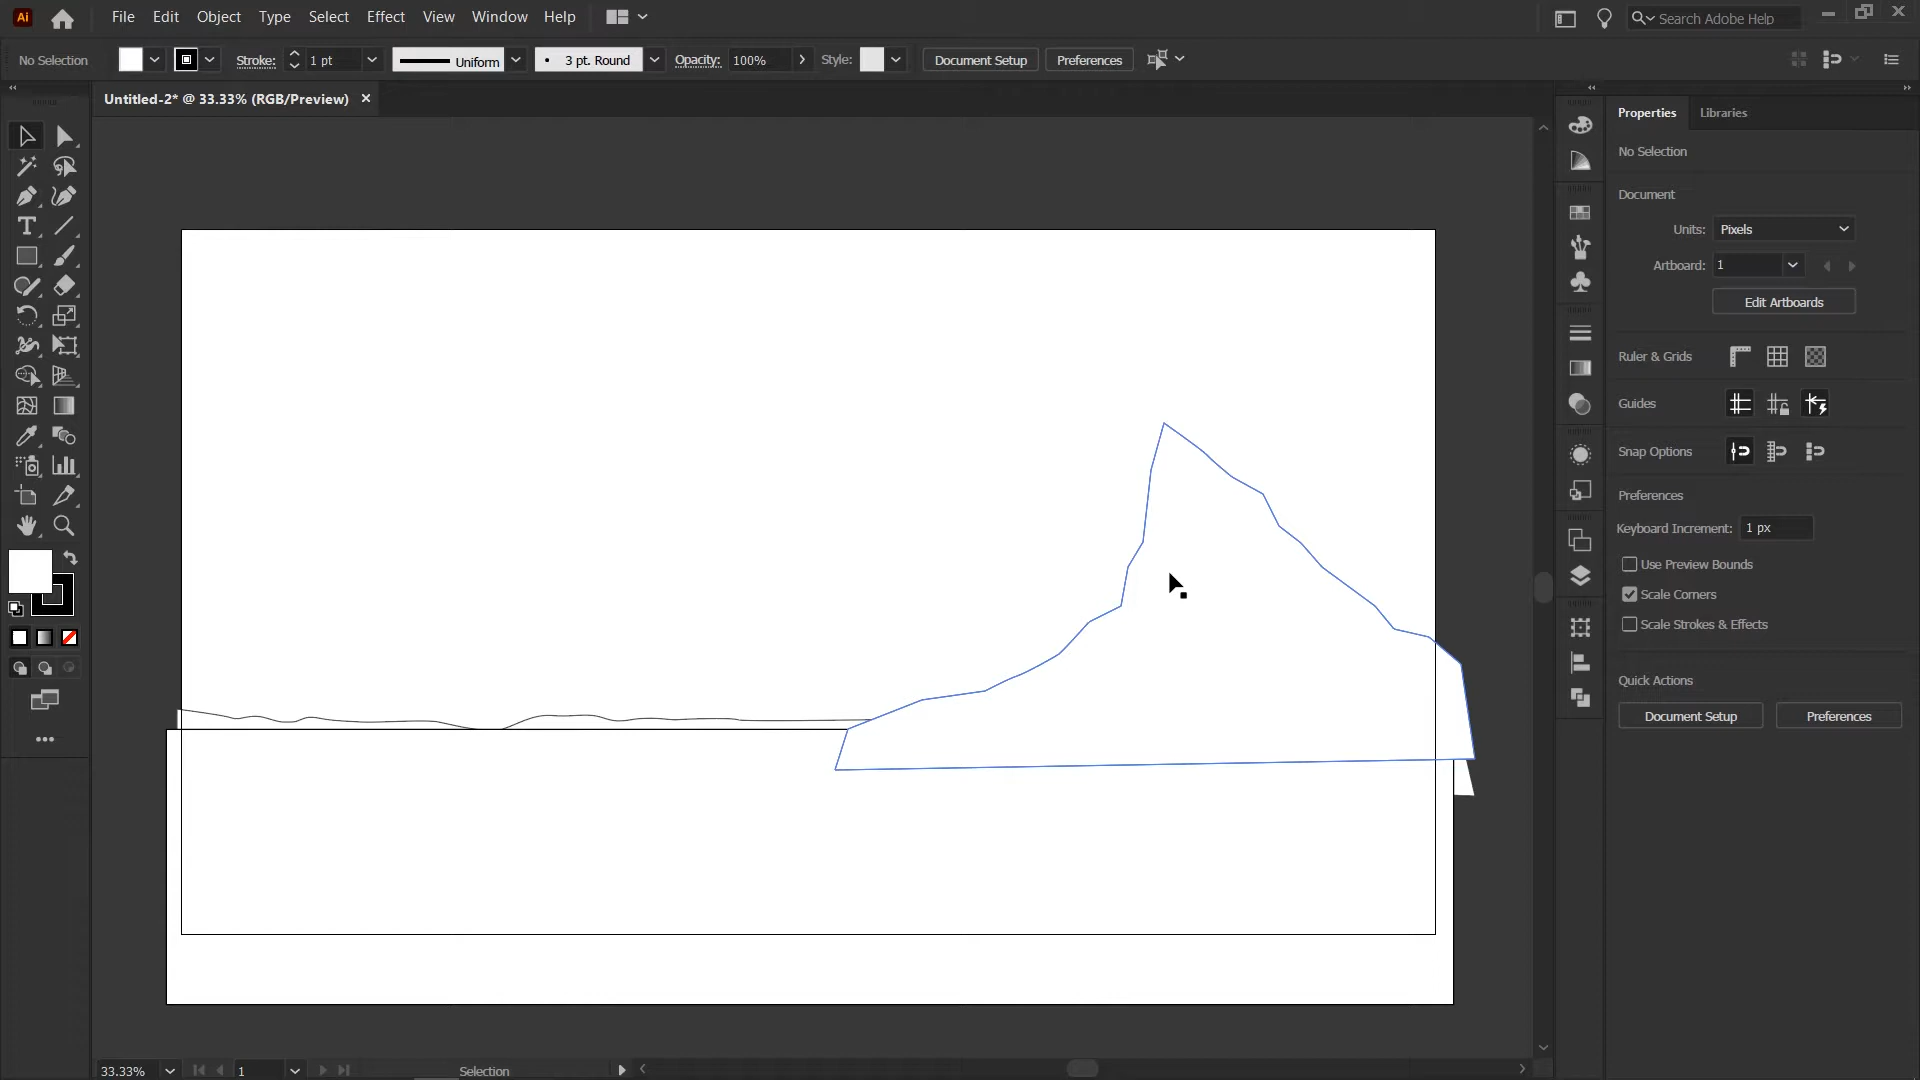 Ai File Edit Object Type Select Effect View Window Help Search Adobe Help
No Selection Stroke: 1 pt Uniform 3 pt. Round Opacity: 100% Style: Document Setup Preferences
Untitled-2* @ 33.33% (RGB/Preview)
Properties Libraries
No Selection
Document
Units: Pixels
Artboard: 1
Edit Artboards
Ruler & Grids
Guides
Snap Options
Preferences
Keyboard Increment: 1 px
Use Preview Bounds
Scale Corners
Scale Strokes & Effects
Quick Actions
Document Setup Preferences
33.33% 1 Selection